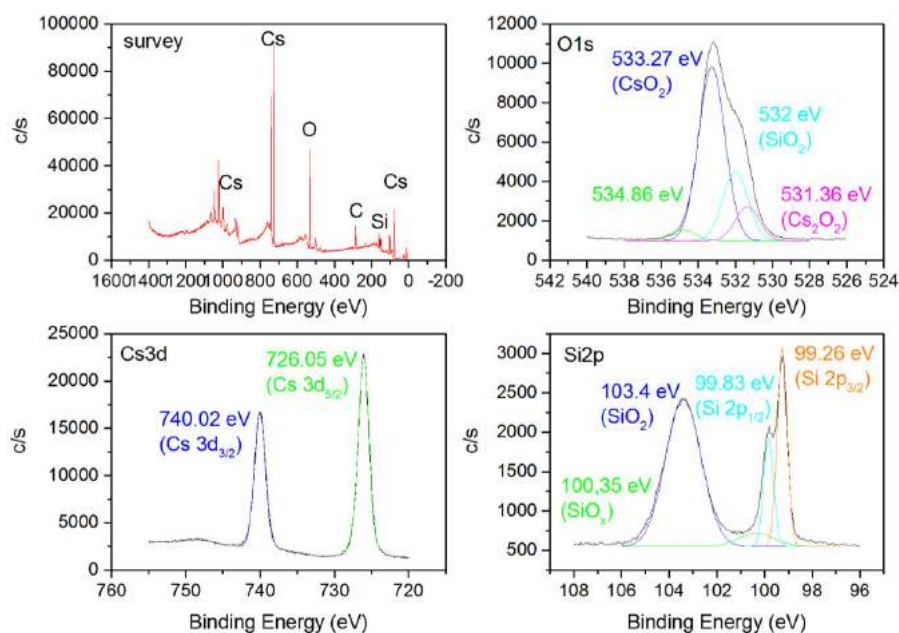 survey
Cs
Cs
O
C
Si
Cs
100000
80000
60000
40000
20000
0
c/s
1600 1400 1200 1000 800 600 400 200 0 -200
Binding Energy (eV)
O1s
533.27 eV
(CsO₂)
532 eV
(SiO₂)
534.86 eV
531.36 eV
(Cs₂O₂)
12000
10000
8000
6000
4000
2000
0
c/s
542 540 538 536 534 532 530 528 526 524
Binding Energy (eV)
Cs3d
726.05 eV
(Cs 3d₅/₂)
740.02 eV
(Cs 3d₃/₂)
25000
20000
15000
10000
5000
0
c/s
760 750 740 730 720
Binding Energy (eV)
Si2p
99.26 eV
(Si 2p₃/₂)
103.4 eV
(SiO₂)
99.83 eV
(Si 2p₁/₂)
100,35 eV
(SiOₓ)
3000
2500
2000
1500
1000
500
c/s
108 106 104 102 100 98 96
Binding Energy (eV)